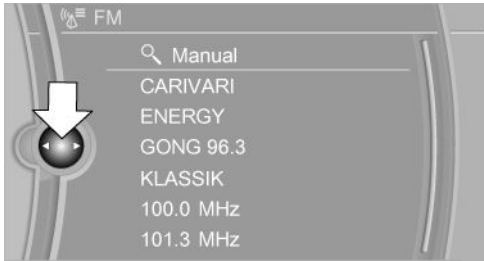 FM
Manual
CARIVARI
ENERGY
GONG 96.3
KLASSIK
100.0 MHz
101.3 MHz